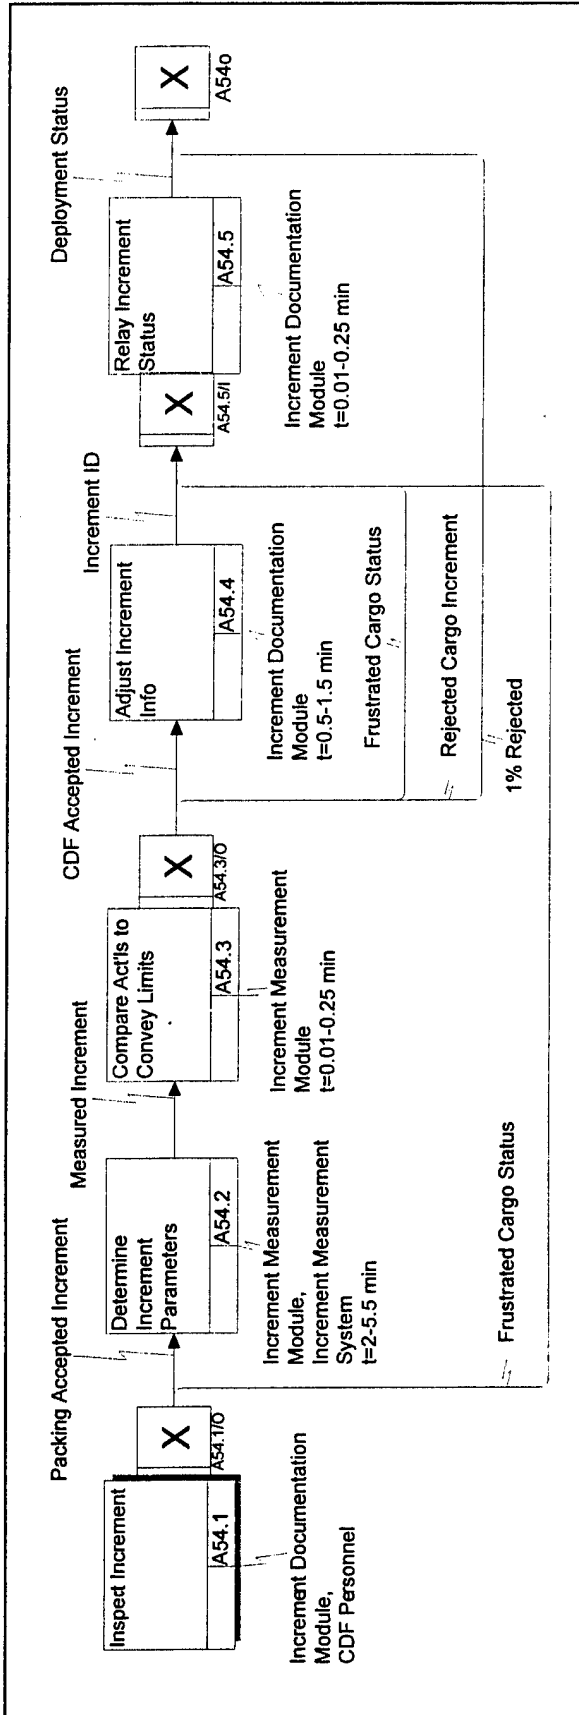 Inspect Increment
A54.1
Increment Documentation
Module,
CDF Personnel
X
A54.1/O
Packing Accepted Increment
Determine
Increment
Parameters
A54.2
Increment Measurement
Module,
Increment Measurement
System
t=2-5.5 min
Measured Increment
Compare Act'ls to
Convey Limits
A54.3
Increment Measurement
Module
t=0.01-0.25 min
X
A54.3/O
CDF Accepted Increment
Adjust Increment
Info
A54.4
Increment Documentation
Module
t=0.5-1.5 min
Increment ID
X
A54.5/I
Relay Increment
Status
A54.5
Increment Documentation
Module
t=0.01-0.25 min
Deployment Status
X
A54o
Frustrated Cargo Status
Rejected Cargo Increment
1% Rejected
Frustrated Cargo Status